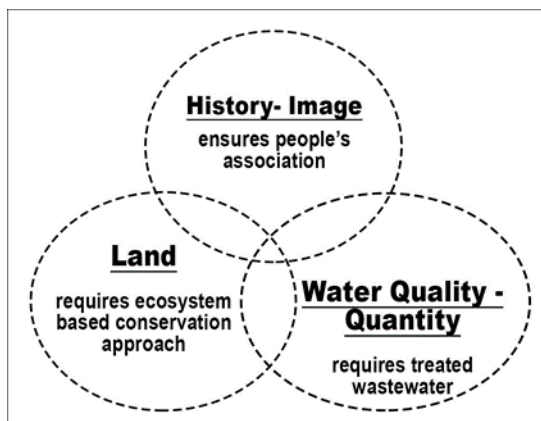 History- Image
ensures people's
association
Land
requires ecosystem
based conservation
approach
Water Quality -
Quantity
requires treated
wastewater